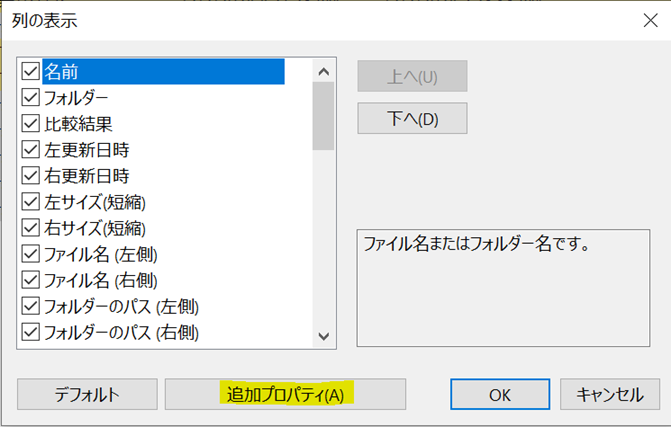 列の表示
名前
フォルダー
比較結果
左更新日時
右更新日時
左サイズ(短縮)
右サイズ(短縮)
ファイル名 (左側)
ファイル名 (右側)
フォルダーのパス (左側)
フォルダーのパス (右側)
上へ(U)
下へ(D)
ファイル名またはフォルダー名です。
デフォルト
追加プロパティ(A)
OK
キャンセル